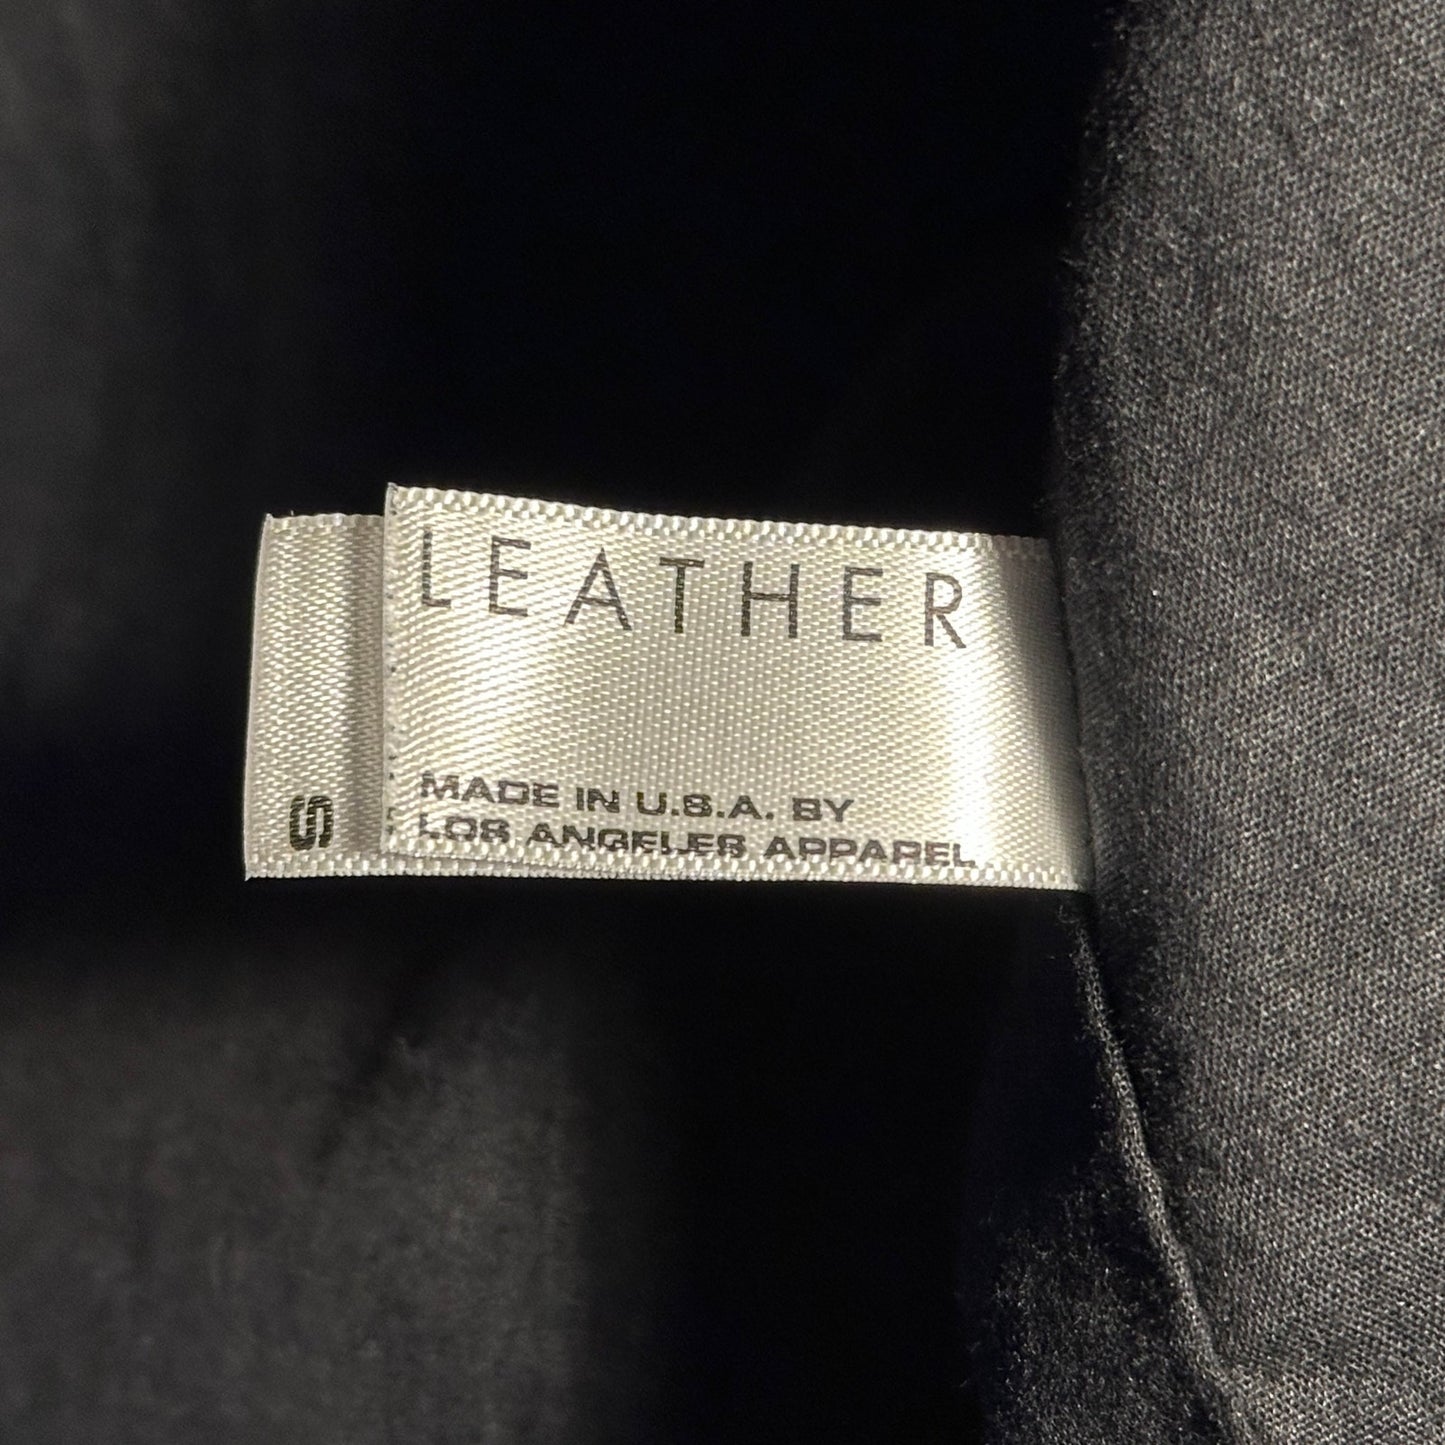 LEATHER
MADE IN U.S.A. BY
LOS ANGELES APPAREL
S